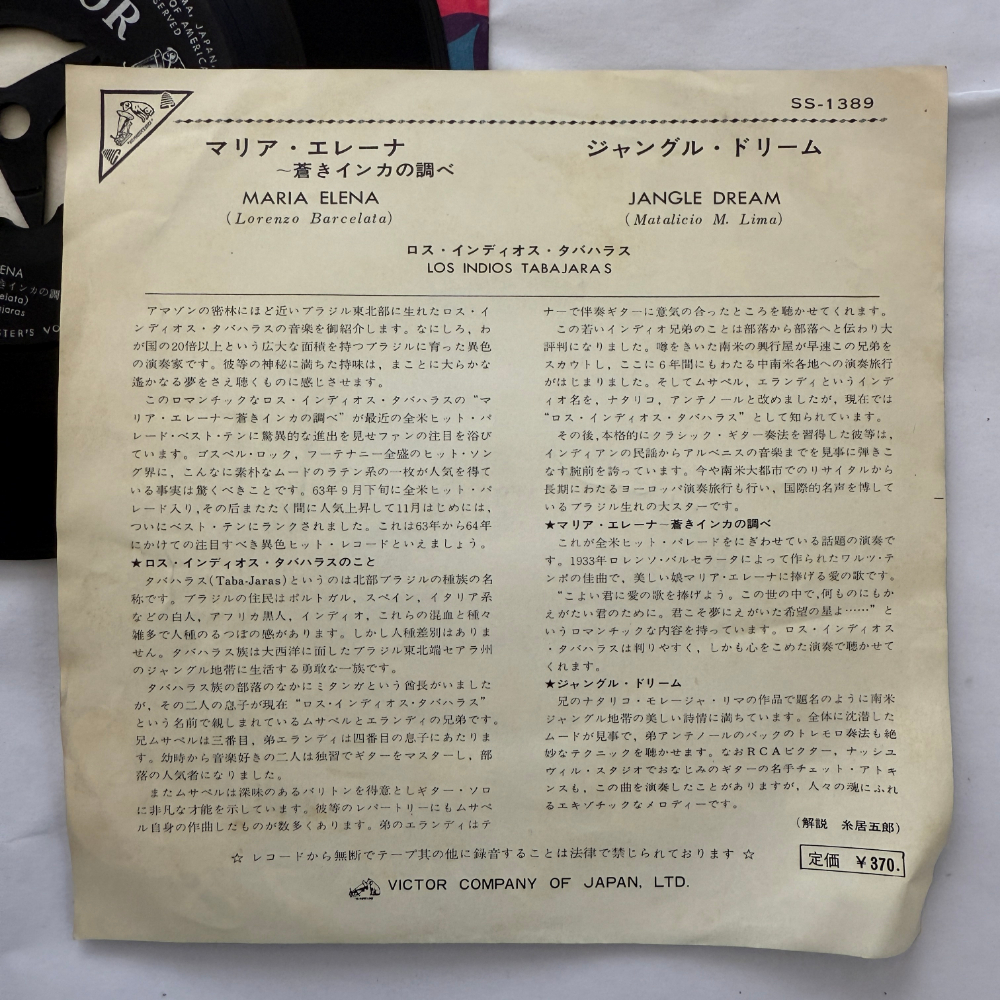 OR
MA, JAPAN.
OF AMERICA
SERVED
ENA
きインカの調
elata)
ajaras
STER'S VO
SS-1389
マリア・エレーナ
～蒼きインカの調べ
MARIA ELENA
(Lorenzo Barcelata)
ジャングル・ドリーム
JANGLE DREAM
(Matalicio M. Lima)
ロス・インディオス・タバハラス
LOS INDIOS TABAJARAS
アマゾンの密林にほど近いブラジル東北部に生れたロス・イ
ンディオス・タバハラスの音楽を御紹介します。なにしろ、わ
が国の20倍以上という広大な面積を持つブラジルに育った異色
の演奏家です。彼等の神秘に満ちた持味は、まことに大らかな
遙かなる夢をさえ聴くものに感じさせます。
このロマンチックなロス・インディオス・タバハラスの“マ
リア・エレーナ～蒼きインカの調べ”が最近の全米ヒット・パ
レード・ベスト・テンに驚異的な進出を見せファンの注目を浴び
ています。ゴスペル・ロック，フーテナニー全盛のヒット・ソン
グ界に，こんなに素朴なムードのラテン系の一枚が人気を得て
いる事実は驚くべきことです。63年９月下旬に全米ヒット・パ
レード入り,その后またたく間に人気上昇して11月はじめには，
ついにベスト・テンにランクされました。これは63年から64年
にかけての注目すべき異色ヒット・レコードといえましょう。
★ロス・インディオス・タバハラスのこと
タバハラス(Taba-Jaras)というのは北部ブラジルの種族の名
称です。ブラジルの住民はポルトガル，スペイン，イタリア系
などの白人，アフリカ黒人，インディオ，これらの混血と種々
雑多で人種のるつぼの感があります。しかし人種差別はありま
せん。タバハラス族は大西洋に面したブラジル東北端セアラ州
のジャングル地帯に生活する勇敢な一族です。
タバハラス族の部落のなかにミタンガという酋長がいました
が，その二人の息子が現在“ロス・インディオス・タバハラス”
という名前で親しまれているムサペルとエランディの兄弟です。
兄ムサペルは三番目，弟エランディは四番目の息子にあたりま
す。幼時から音楽好きの二人は独習でギターをマスターし，部
落の人気者になりました。
またムサペルは深味のあるバリトンを得意としギター・ソロ
に非凡な才能を示しています。彼等のレパートリーにもムサペ
ル自身の作曲したものが数多くあります。弟のエランディはテ
ナーで伴奏ギターに意気の合ったところを聴かせてくれます。
この若いインディオ兄弟のことは部落から部落へと伝わり大
評判になりました。噂をきいた南米の興行屋が早速この兄弟を
スカウトし，ここに６年間にもわたる中南米各地への演奏旅行
がはじまりました。そしてムサペル，エランディというインデ
ィオ名を，ナタリコ，アンテノールと改めましたが，現在では
“ロス・インディオス・タバハラス”として知られています。
その後,本格的にクラシック・ギター奏法を習得した彼等は，
インディアンの民謡からアルベニスの音楽までを見事に弾きこ
なす腕前を誇っています。今や南米大都市でのリサイタルから
長期にわたるヨーロッパ演奏旅行も行い，国際的名声を博して
いるブラジル生れの大スターです。
★マリア・エレーナ～蒼きインカの調べ
これが全米ヒット・パレードをにぎわせている話題の演奏で
す。1933年ロレンソ・バルセラータによって作られたワルツ・テ
ンポの佳曲で，美しい娘マリア・エレーナに捧げる愛の歌です。
“こよい君に愛の歌を捧げよう。この世の中で,何ものにもか
えがたい君のために。君こそ夢にえがいた希望の星よ……”と
いうロマンチックな内容を持っています。ロス・インディオス
・タバハラスは判りやすく，しかも心をこめた演奏で聴かせて
くれます。
★ジャングル・ドリーム
兄のナタリコ・モレージャ・リマの作品で題名のように南米
ジャングル地帯の美しい詩情に満ちています。全体に沈潜した
ムードが見事で，弟アンテノールのバックのトレモロ奏法も絶
妙なテクニックを聴かせます。なおRCAビクター，ナッシュ
ヴィル・スタジオでおなじみのギターの名手チェット・アトキ
ンスも，この曲を演奏したことがありますが，人々の魂にふれ
るエキゾチックなメロディーです。
(解説 糸居五郎)
☆ レコードから無断でテープ其の他に録音することは法律で禁じられております ☆
定価 ￥370.
VICTOR COMPANY OF JAPAN, LTD.